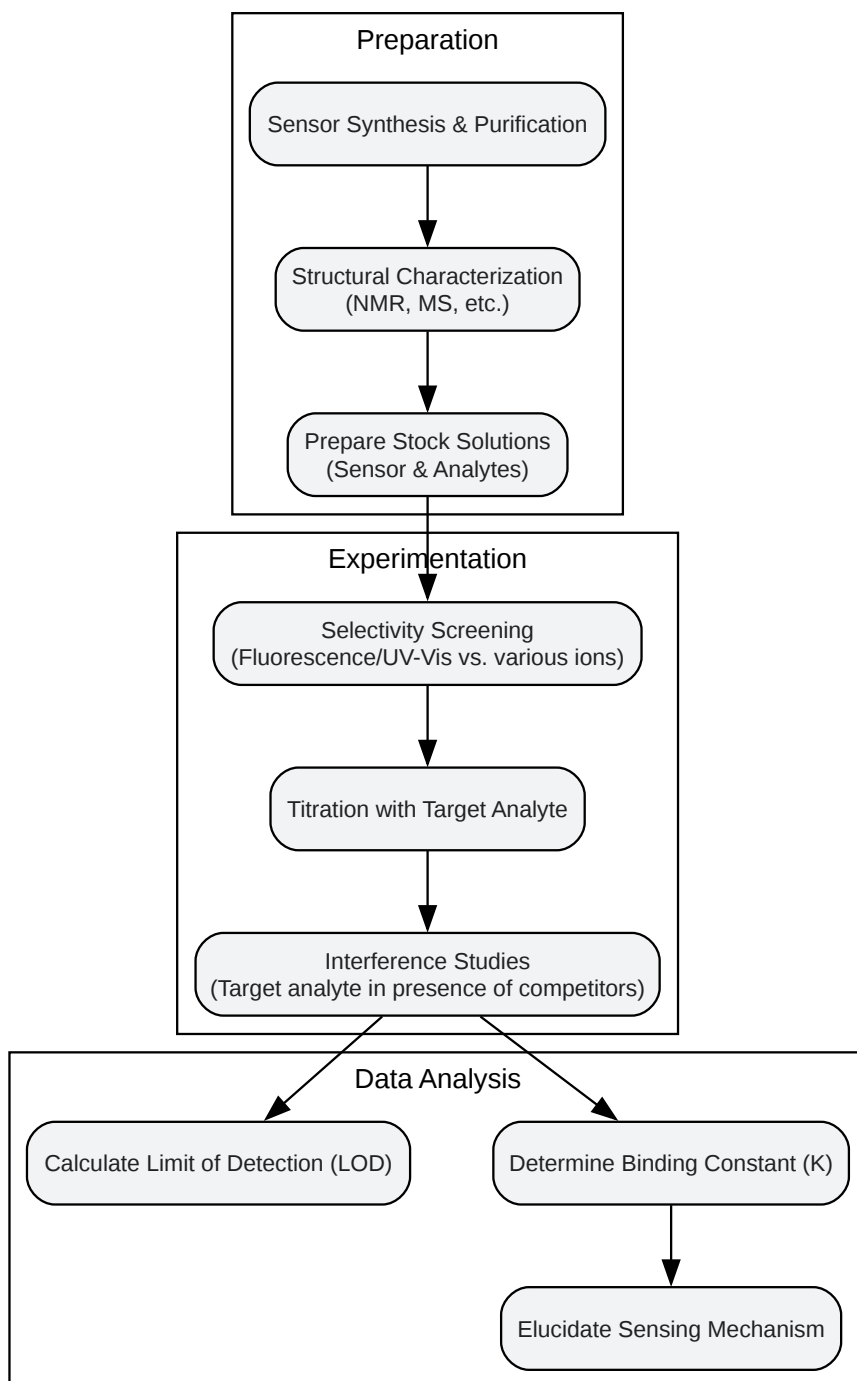 Preparation
Sensor Synthesis & Purification
Structural Characterization
(NMR, MS, etc.)
Prepare Stock Solutions
(Sensor & Analytes)
Experimentation
Selectivity Screening
(Fluorescence/UV-Vis vs. various ions)
Titration with Target Analyte
Interference Studies
(Target analyte in presence of competitors)
Data Analysis
Calculate Limit of Detection (LOD)
Determine Binding Constant (K)
Elucidate Sensing Mechanism